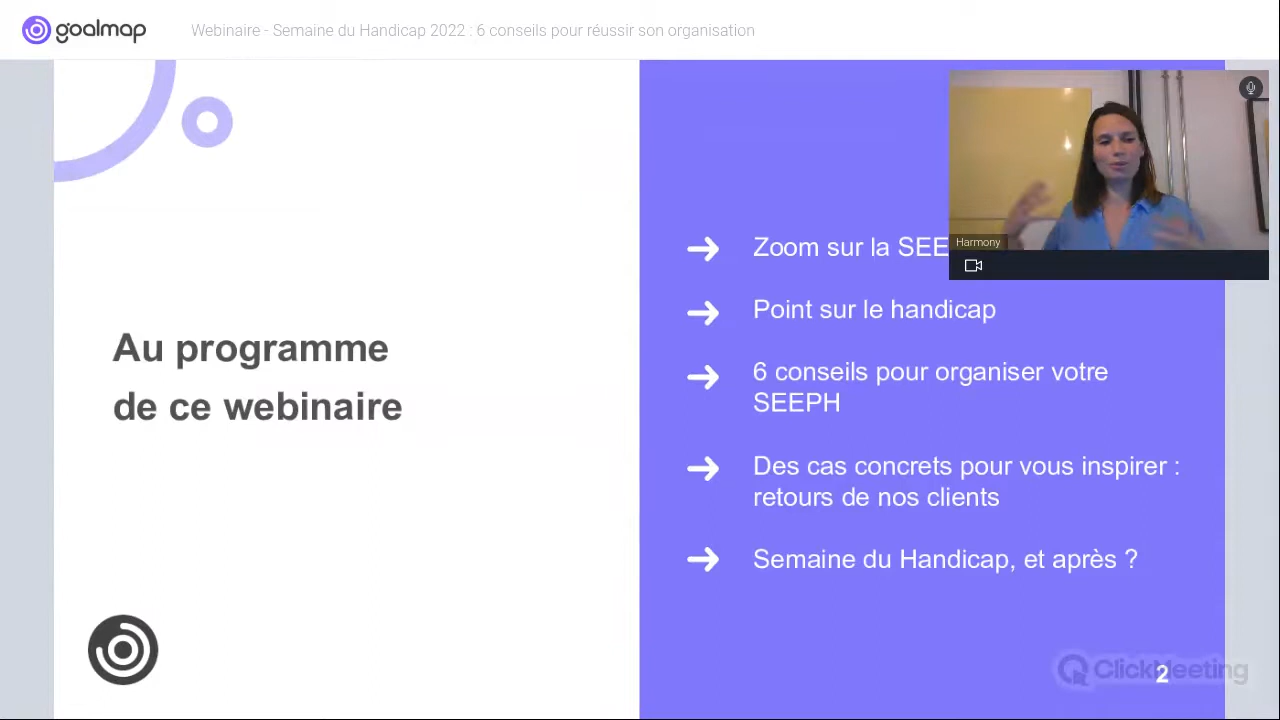 goalmap
Webinaire - Semaine du Handicap 2022 : 6 conseils pour réussir son organisation
Harmony
Au programme
de ce webinaire
Zoom sur la SEE
Point sur le handicap
6 conseils pour organiser votre
SEEPH
Des cas concrets pour vous inspirer :
retours de nos clients
Semaine du Handicap, et après ?
ClickMeeting
2